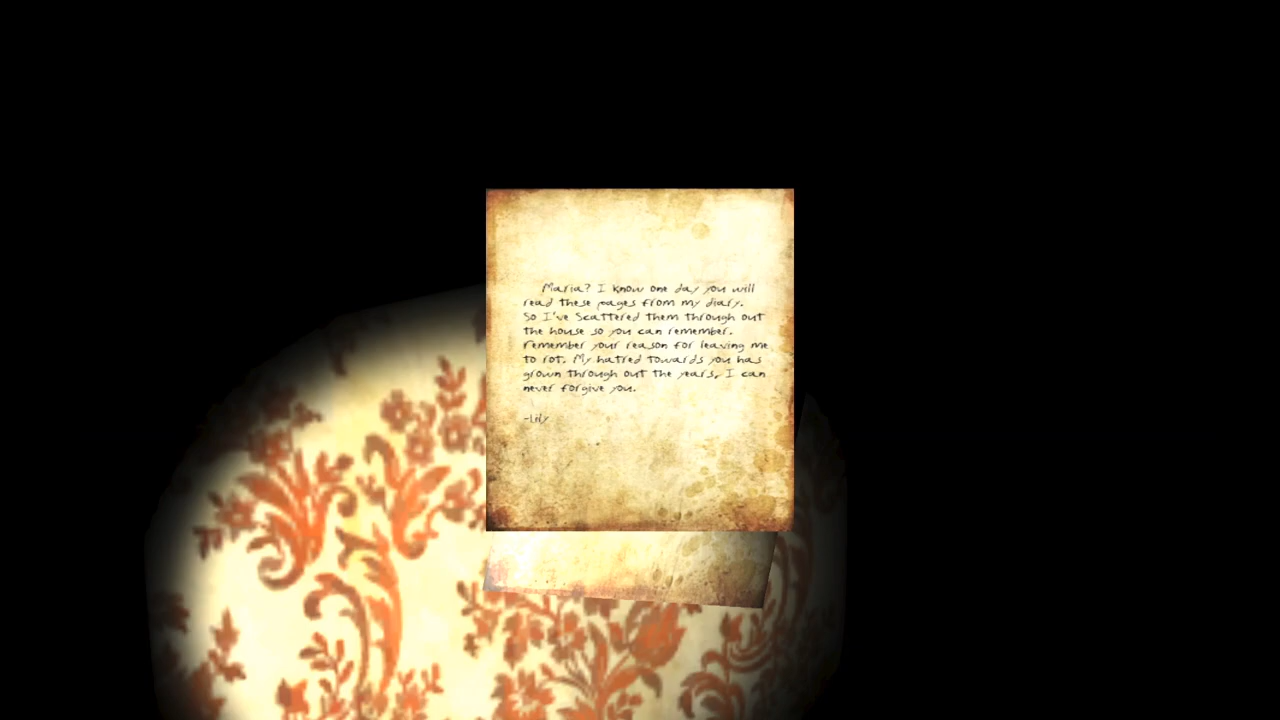 Maria? I know one day you will
read these pages from my diary.
So I've Scattered them through out
the house so you can remember.
Remember your reason for leaving me
to rot. My hatred towards you has
grown through out the years, I can
never forgive you.
-Lily